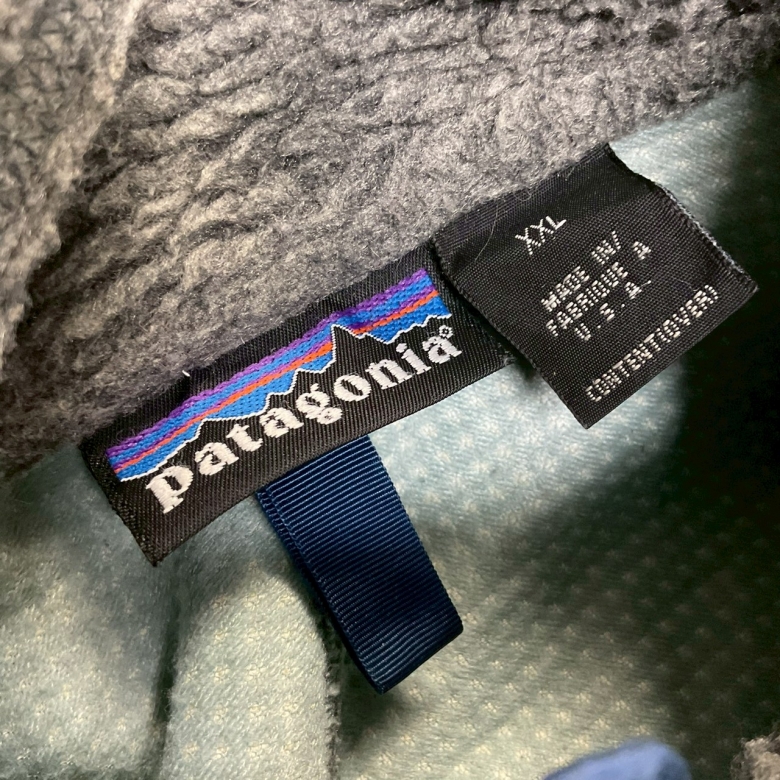 patagonia®
XXL
MADE IN/
FABRIQUE A
U.S.A.
CONTENT(OVER)